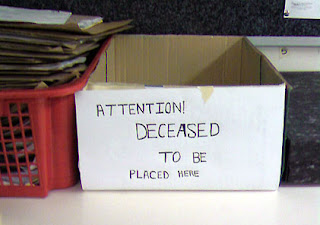 ATTENTION!
DECEASED
TO BE
PLACED HERE